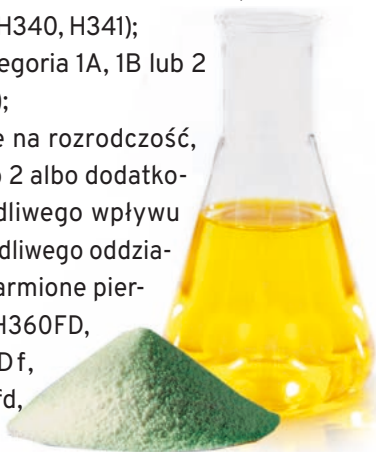 H340, H341);
egoria 1A, 1B lub 2
);
e na rozrodczość,
o 2 albo dodatko-
dliwego wpływu
dliwego oddzia-
armione pier-
H360FD,
Df,
fd,